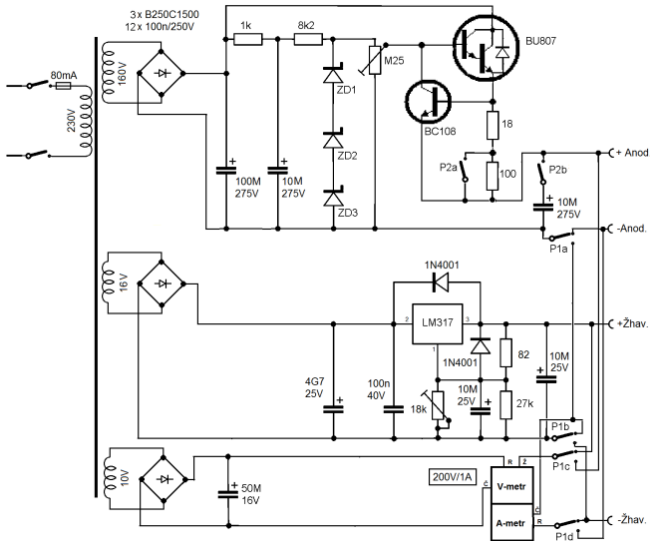 3x B250C1500
12x 100n/250V
80mA
230V
160V
1k
8k2
M25
BU807
BC108
ZD1
ZD2
ZD3
18
100
P2a
P2b
100M
275V
10M
275V
10M
275V
+ Anod
-Anod.
P1a
16V
1N4001
2
LM317
3
1
1N4001
82
+Žhav.
10M
25V
4G7
25V
100n
40V
18k
10M
25V
27k
P1b
10V
50M
16V
200V/1A
R
Ž
V-metr
Č
P1c
Č
A-metr
R
P1d
-Žhav.